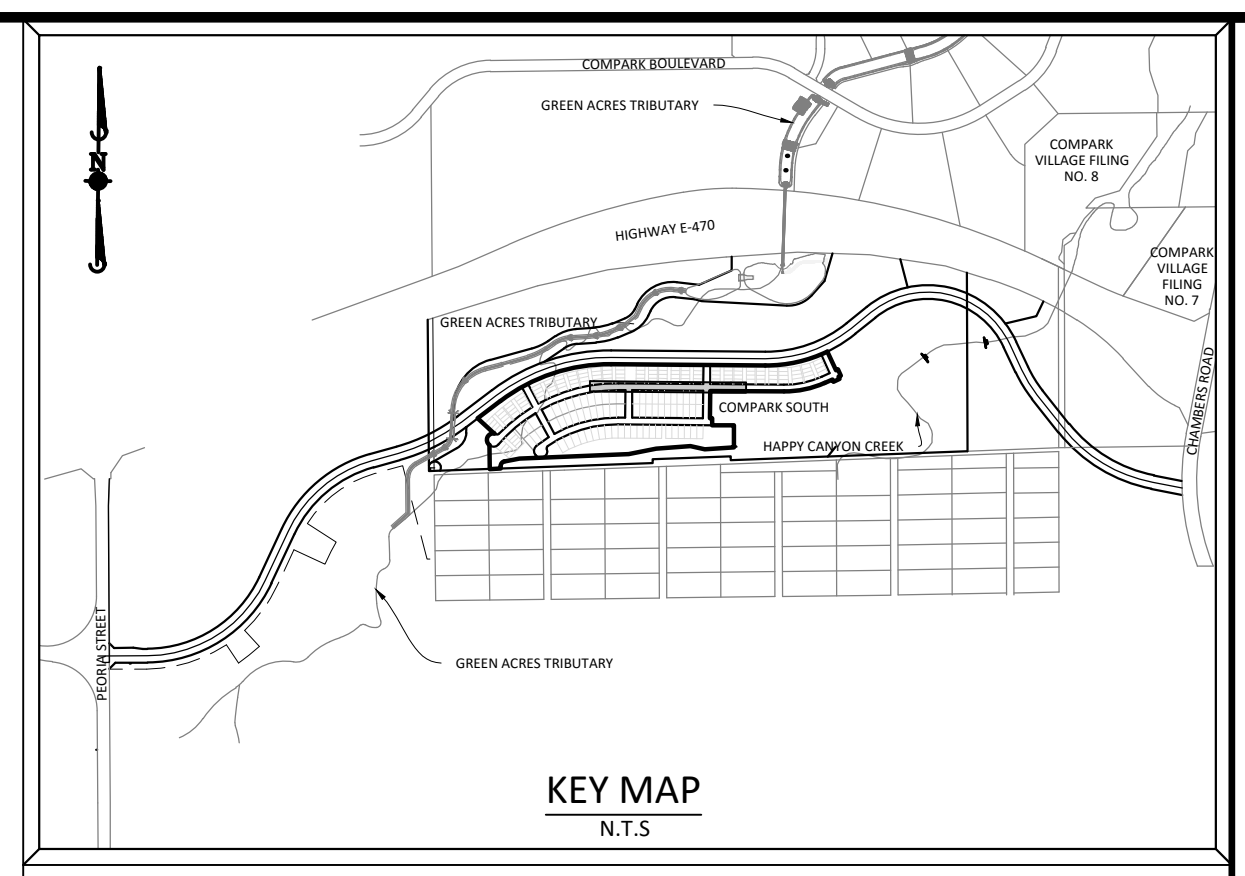 COMPARK BOULEVARD
GREEN ACRES TRIBUTARY
N
COMPARK
VILLAGE FILING
NO. 8
HIGHWAY E-470
COMPARK
VILLAGE
FILING
NO. 7
GREEN ACRES TRIBUTARY
CHAMBERS ROAD
COMPARK SOUTH
HAPPY CANYON CREEK
PEORIA STREET
GREEN ACRES TRIBUTARY
KEY MAP
N.T.S